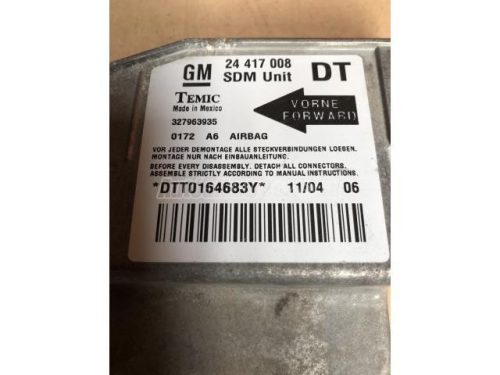 GM 24 417 008 DT
SDM Unit
TEMIC
Made in Mexico
VORNE
FORWARD
327963935
0172 A6 AIRBAG
VOR JEDER DEMONTAGE ALLE STECKVERBINDUNGEN LOESEN.
MONTAGE NUR NACH EINBAUANLEITUNG.
BEFORE EVERY DISASSEMBLY, DETACH ALL CONNECTORS.
ASSEMBLE STRICTLY ACCORDING TO MANUAL INSTRUCTIONS.
*DTT0164683Y* 11/04 06